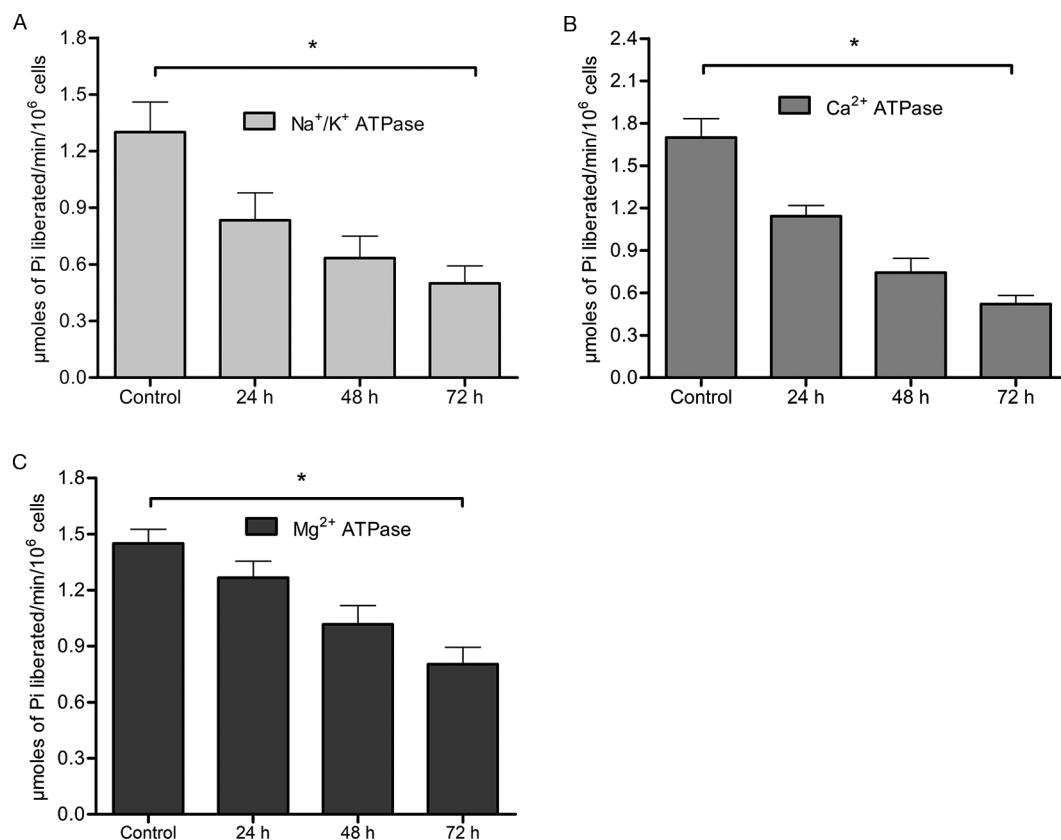 A
μmoles of Pi liberated/min/10⁶ cells
1.8
1.5
1.2
0.9
0.6
0.3
0.0
*
Na⁺/K⁺ ATPase
Control 24 h 48 h 72 h
B
μmoles of Pi liberated/min/10⁶ cells
2.4
2.1
1.8
1.5
1.2
0.9
0.6
0.3
0.0
*
Ca²⁺ ATPase
Control 24 h 48 h 72 h
C
μmoles of Pi liberated/min/10⁶ cells
1.8
1.5
1.2
0.9
0.6
0.3
0.0
*
Mg²⁺ ATPase
Control 24 h 48 h 72 h